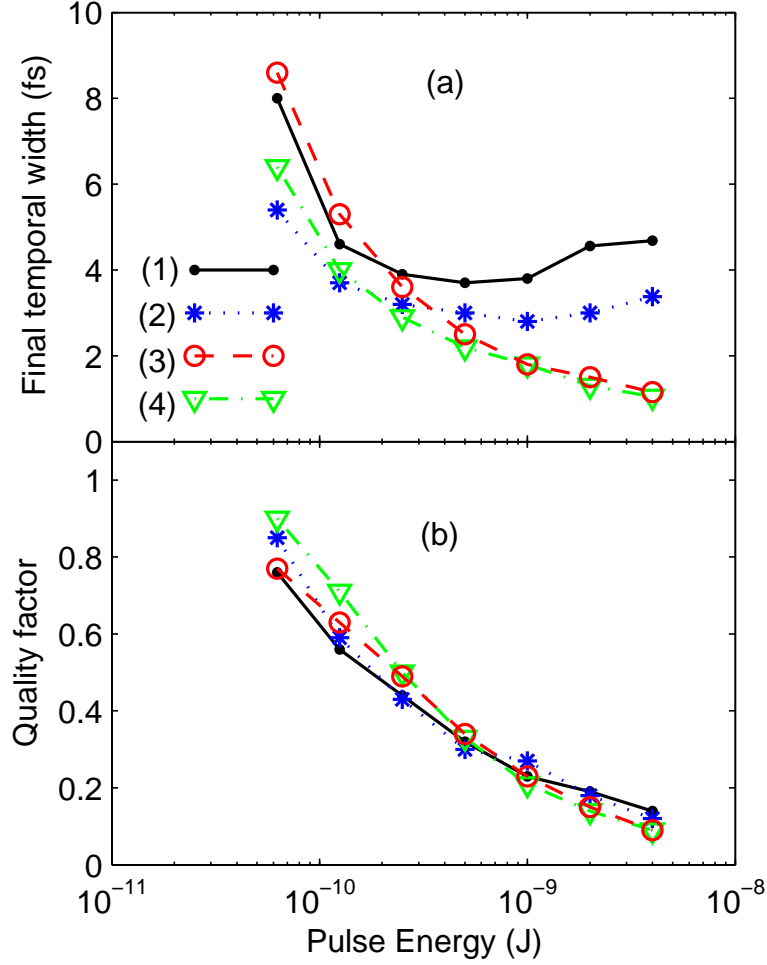 10
8
6
4
2
0
Final temporal width (fs)
(a)
(1)
(2)
(3)
(4)
1
0.8
0.6
0.4
0.2
0
Quality factor
(b)
10⁻¹¹ 10⁻¹⁰ 10⁻⁹ 10⁻⁸
Pulse Energy (J)